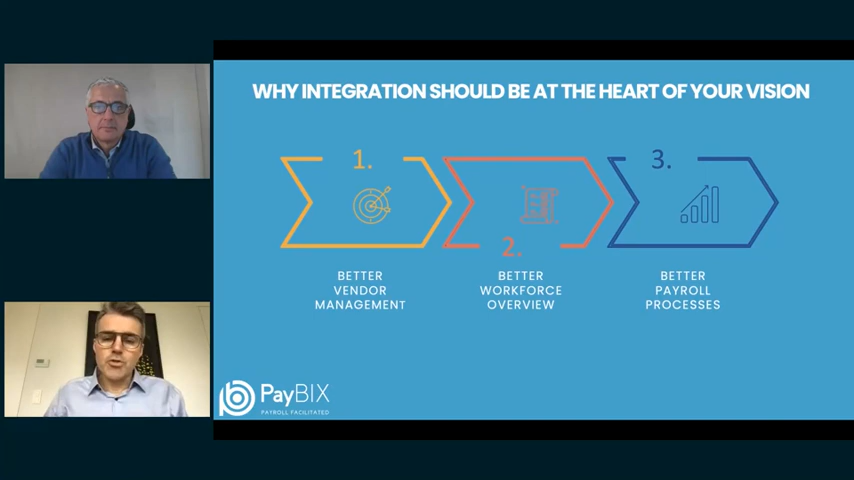 WHY INTEGRATION SHOULD BE AT THE HEART OF YOUR VISION
1.
2.
3.
BETTER
VENDOR
MANAGEMENT
BETTER
WORKFORCE
OVERVIEW
BETTER
PAYROLL
PROCESSES
PayBIX
PAYROLL FACILITATED